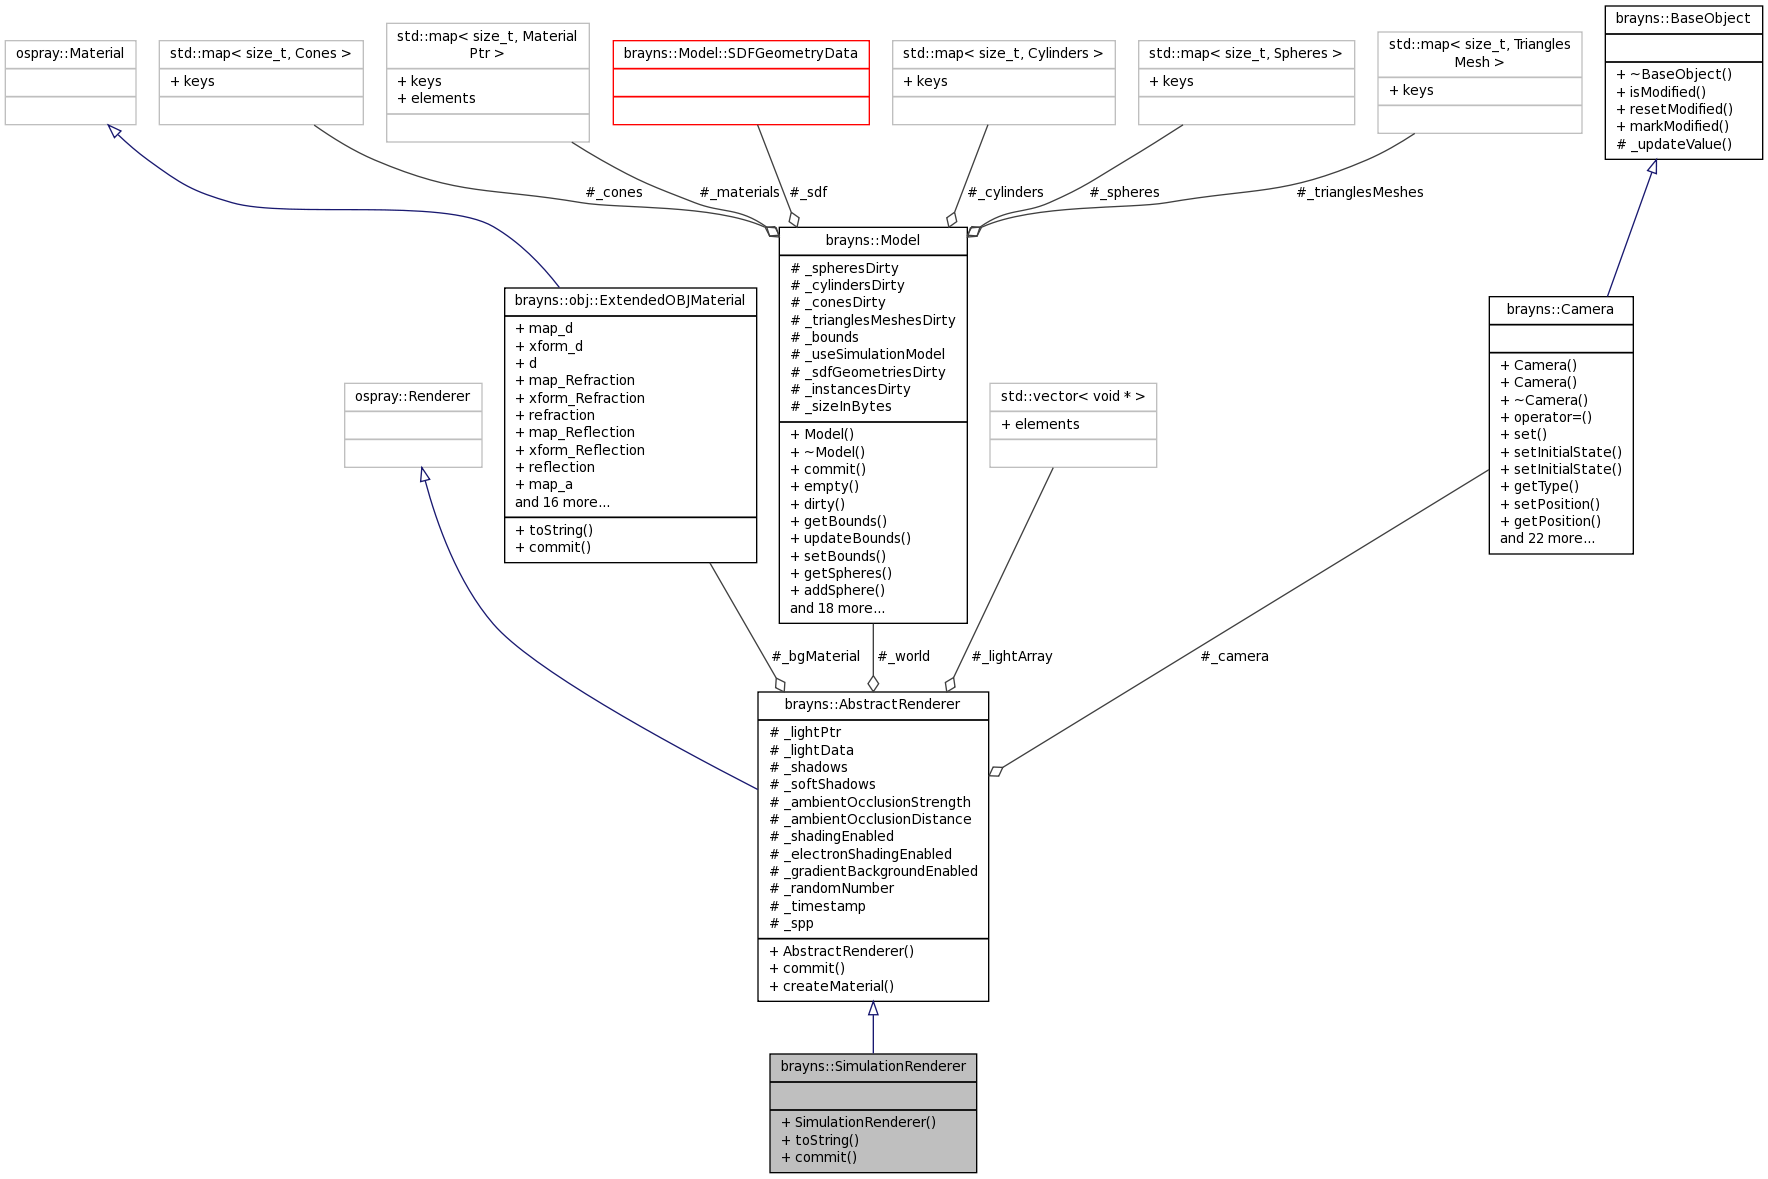 ospray::Material
std::map< size_t, Cones >
+ keys
std::map< size_t, Material
Ptr >
+ keys
+ elements
brayns::Model::SDFGeometryData
std::map< size_t, Cylinders >
+ keys
std::map< size_t, Spheres >
+ keys
std::map< size_t, Triangles
Mesh >
+ keys
brayns::BaseObject
+ ~BaseObject()
+ isModified()
+ resetModified()
+ markModified()
# _updateValue()
#_cones
#_materials
#_sdf
#_cylinders
#_spheres
#_trianglesMeshes
brayns::obj::ExtendedOBJMaterial
+ map_d
+ xform_d
+ d
+ map_Refraction
+ xform_Refraction
+ refraction
+ map_Reflection
+ xform_Reflection
+ reflection
+ map_a
and 16 more...
+ toString()
+ commit()
brayns::Model
# _spheresDirty
# _cylindersDirty
# _conesDirty
# _trianglesMeshesDirty
# _bounds
# _useSimulationModel
# _sdfGeometriesDirty
# _instancesDirty
# _sizeInBytes
+ Model()
+ ~Model()
+ commit()
+ empty()
+ dirty()
+ getBounds()
+ updateBounds()
+ setBounds()
+ getSpheres()
+ addSphere()
and 18 more...
brayns::Camera
+ Camera()
+ Camera()
+ ~Camera()
+ operator=()
+ set()
+ setInitialState()
+ setInitialState()
+ getType()
+ setPosition()
+ getPosition()
and 22 more...
ospray::Renderer
std::vector< void * >
+ elements
#_bgMaterial
#_world
#_lightArray
#_camera
brayns::AbstractRenderer
# _lightPtr
# _lightData
# _shadows
# _softShadows
# _ambientOcclusionStrength
# _ambientOcclusionDistance
# _shadingEnabled
# _electronShadingEnabled
# _gradientBackgroundEnabled
# _randomNumber
# _timestamp
# _spp
+ AbstractRenderer()
+ commit()
+ createMaterial()
brayns::SimulationRenderer
+ SimulationRenderer()
+ toString()
+ commit()